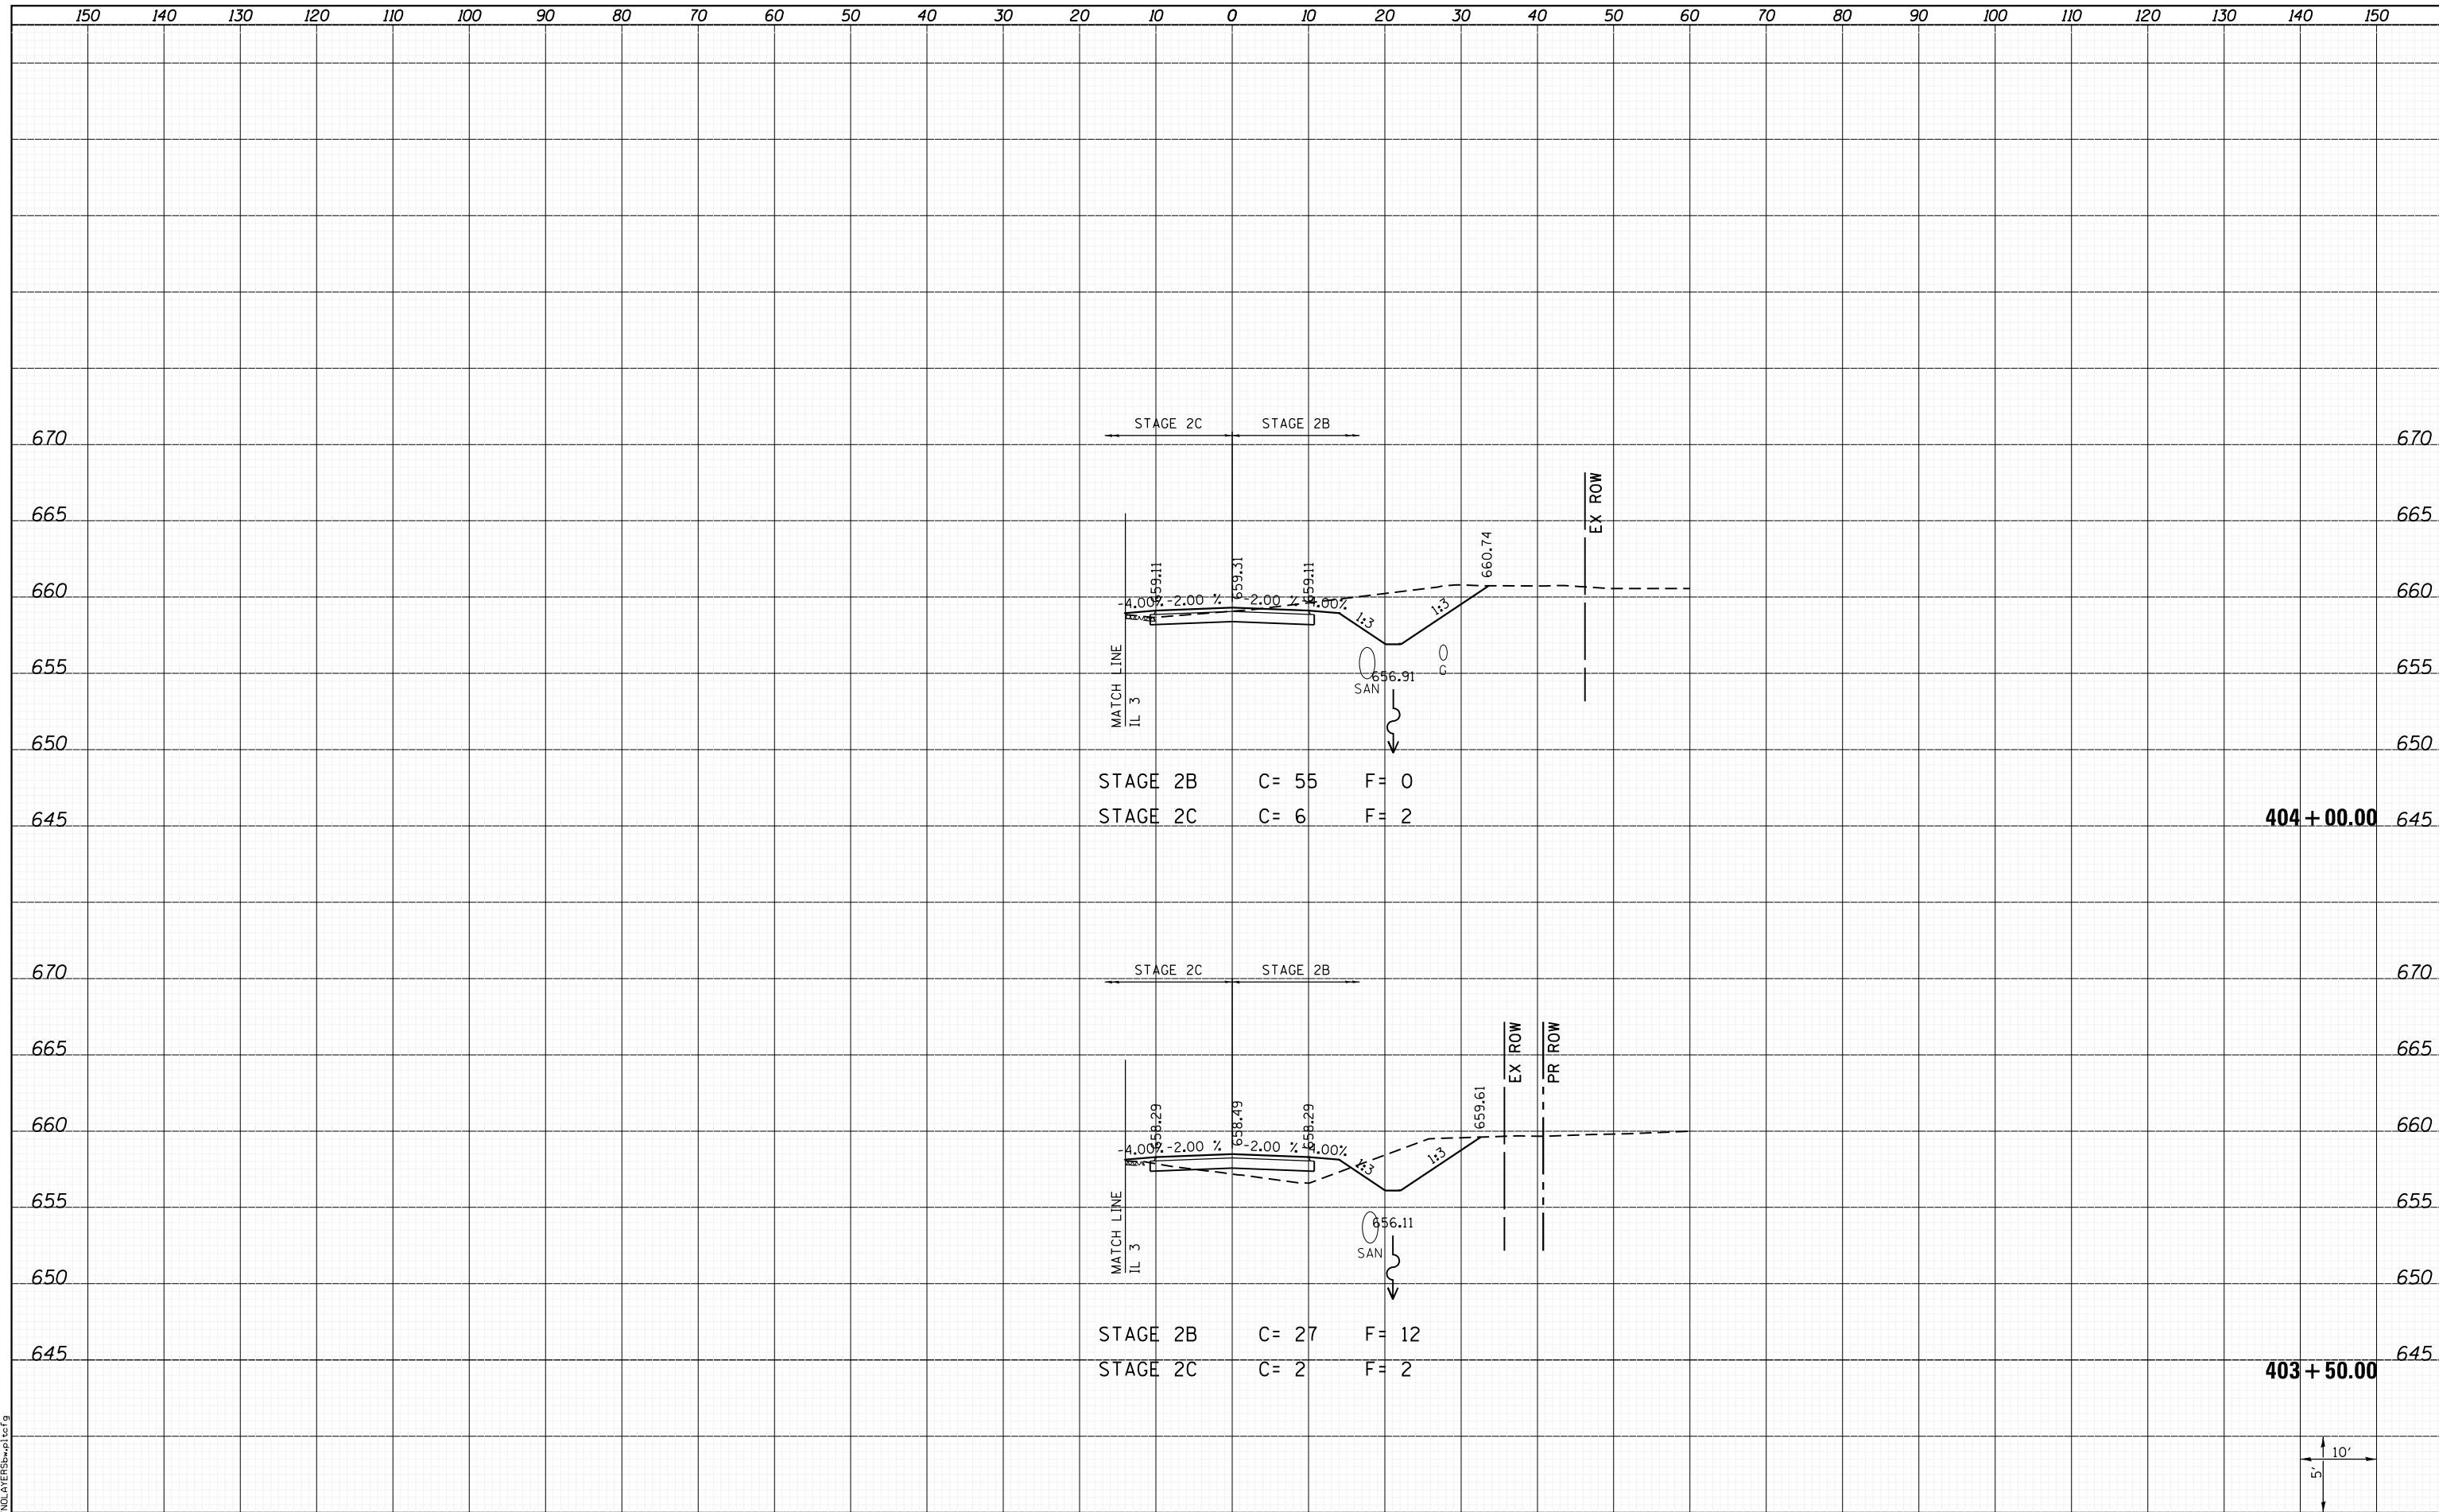 150 140 130 120 110 100 90 80 70 60 50 40 30 20 10 0 10 20 30 40 50 60 70 80 90 100 110 120 130 140 150
STAGE 2C STAGE 2B
670 670
EX ROW
665 665
660.74
659.11 659.31 659.11
660 660
-4.00% -2.00 % -2.00 % -4.00%
1:3 1:3
MATCH LINE
IL 3
655 655
SAN 656.91 G
650 650
STAGE 2B C= 55 F= 0
STAGE 2C C= 6 F= 2
645 404+00.00 645
STAGE 2C STAGE 2B
670 670
EX ROW PR ROW
665 665
659.61
658.29 658.49 658.29
660 660
-4.00% -2.00 % -2.00 % -4.00%
1:3 1:3
MATCH LINE
IL 3
655 655
656.11
SAN
650 650
STAGE 2B C= 27 F= 12
645 645
STAGE 2C C= 2 F= 2
403+50.00
10'
5'
NOLAYERSbw.pltcfg